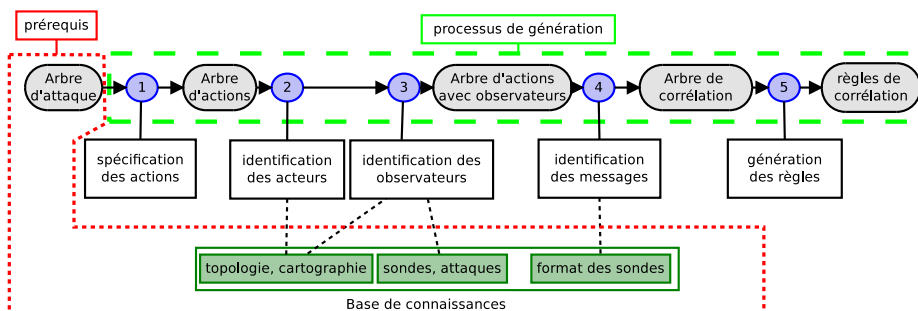 prérequis
processus de génération
Arbre
d'attaque
1
Arbre
d'actions
2
3
Arbre d'actions
avec observateurs
4
Arbre de
corrélation
5
règles de
corrélation
spécification
des actions
identification
des acteurs
identification des
observateurs
identification
des messages
génération
des règles
topologie, cartographie
sondes, attaques
format des sondes
Base de connaissances